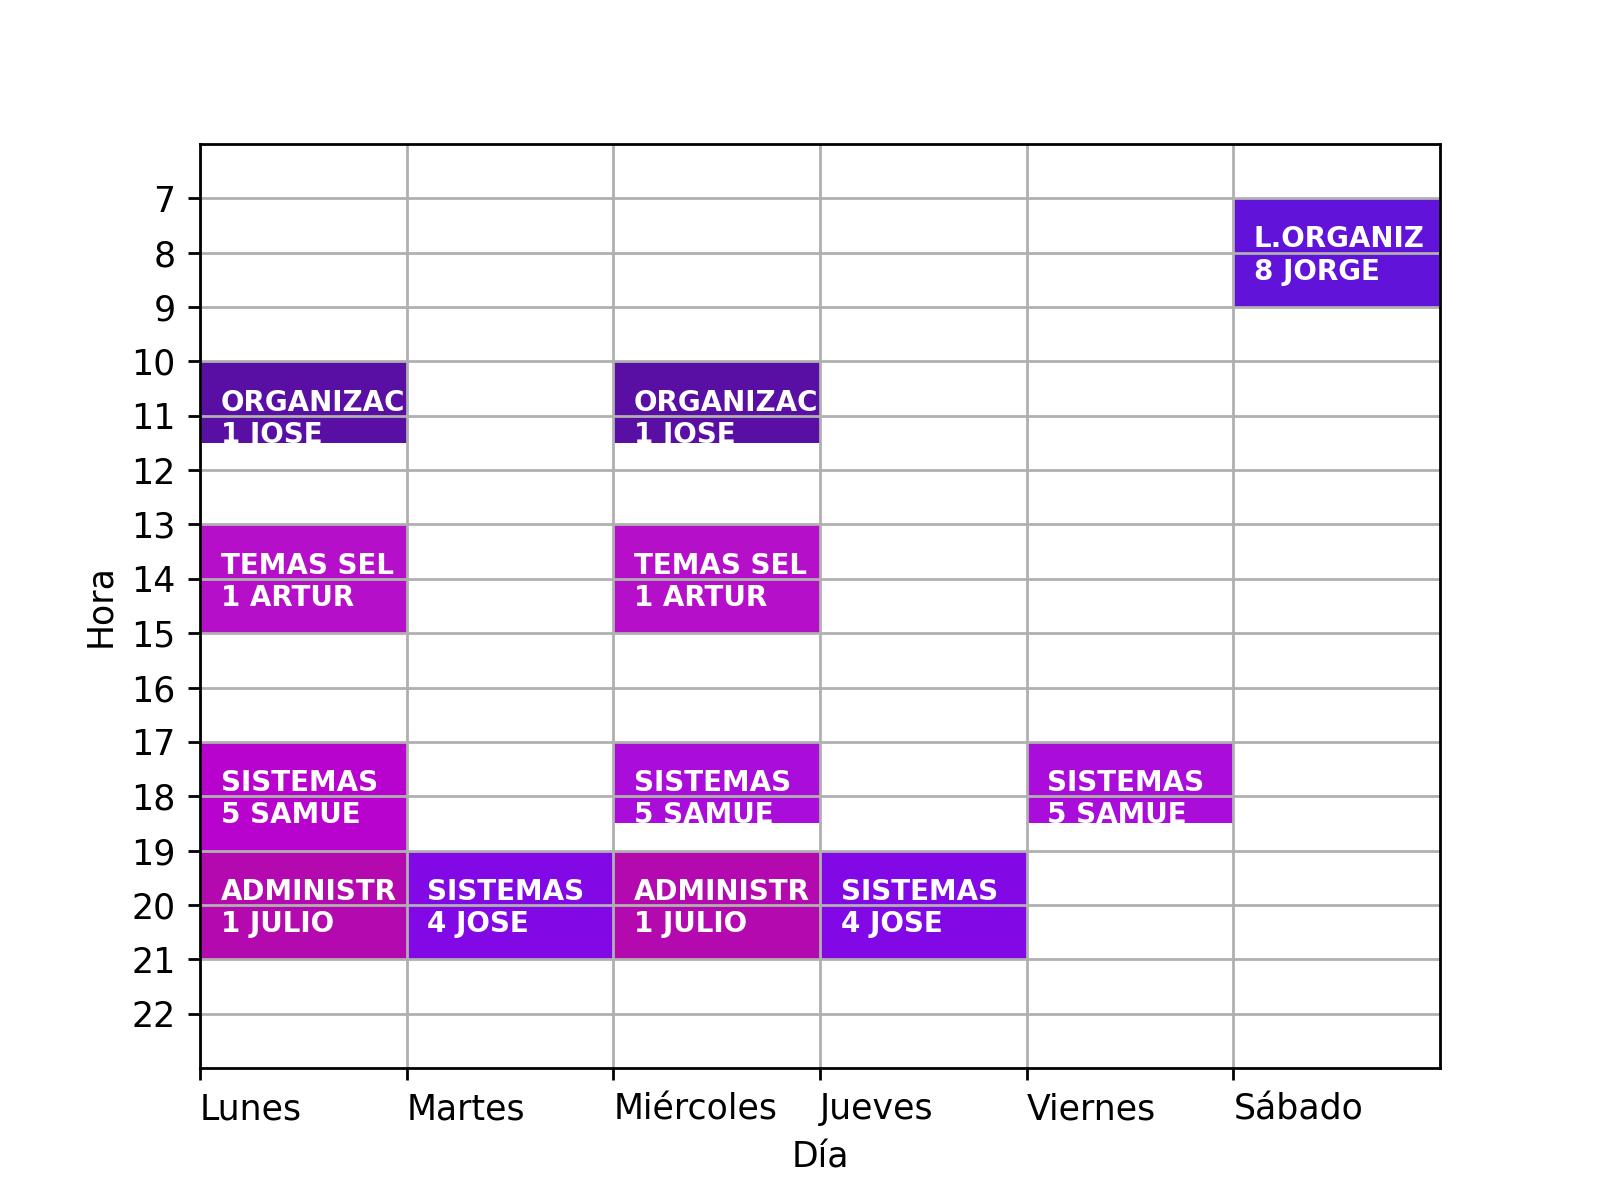 7
8
9
10
11
12
13
14
15
16
17
18
19
20
21
22
Hora
L.ORGANIZ
8 JORGE
ORGANIZAC
1 JOSE
ORGANIZAC
1 JOSE
TEMAS SEL
1 ARTUR
TEMAS SEL
1 ARTUR
SISTEMAS
5 SAMUE
SISTEMAS
5 SAMUE
SISTEMAS
5 SAMUE
ADMINISTR
1 JULIO
SISTEMAS
4 JOSE
ADMINISTR
1 JULIO
SISTEMAS
4 JOSE
Lunes Martes Miércoles Jueves Viernes Sábado
Día